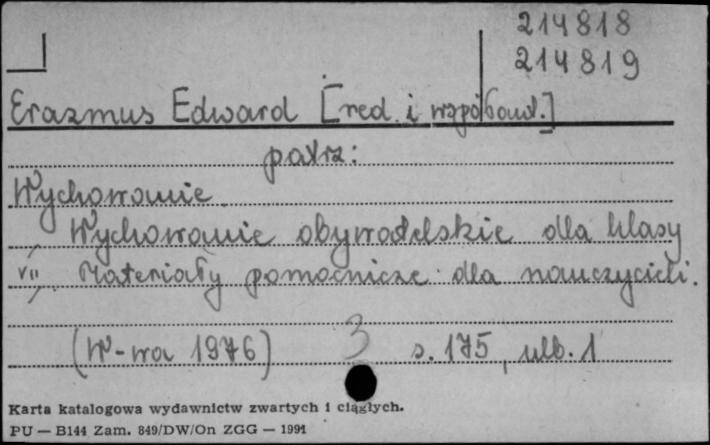 214818
214819
Erazmus Edward [red. i współaut.]
patrz:
Wychowanie
Wychowanie obywatelskie dla klasy
VII. Materiały pomocnicze dla nauczycieli.
(W-wa 1976) 3 s. 175, ulb. 1
Karta katalogowa wydawnictw zwartych i ciągłych.
PU — B144 Zam. 849/DW/On ZGG — 1991